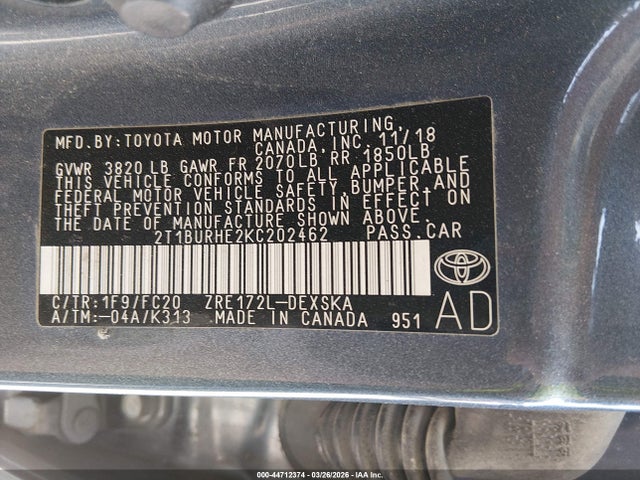 MFD.BY:TOYOTA MOTOR MANUFACTURING,
CANADA,INC. 11/18
GVWR 3820LB GAWR FR 2070LB RR 1850LB
THIS VEHICLE CONFORMS TO ALL APPLICABLE
FEDERAL MOTOR VEHICLE SAFETY,BUMPER,AND
THEFT PREVENTION STANDARDS IN EFFECT ON
THE DATE OF MANUFACTURE SHOWN ABOVE.
2T1BURHE2KC202462 PASS.CAR
C/TR:1F9/FC20 ZRE172L-DEXSKA
A/TM:-04A/K313 MADE IN CANADA 951
AD
000-44712374 | 03/26/2026 | IAA Inc.